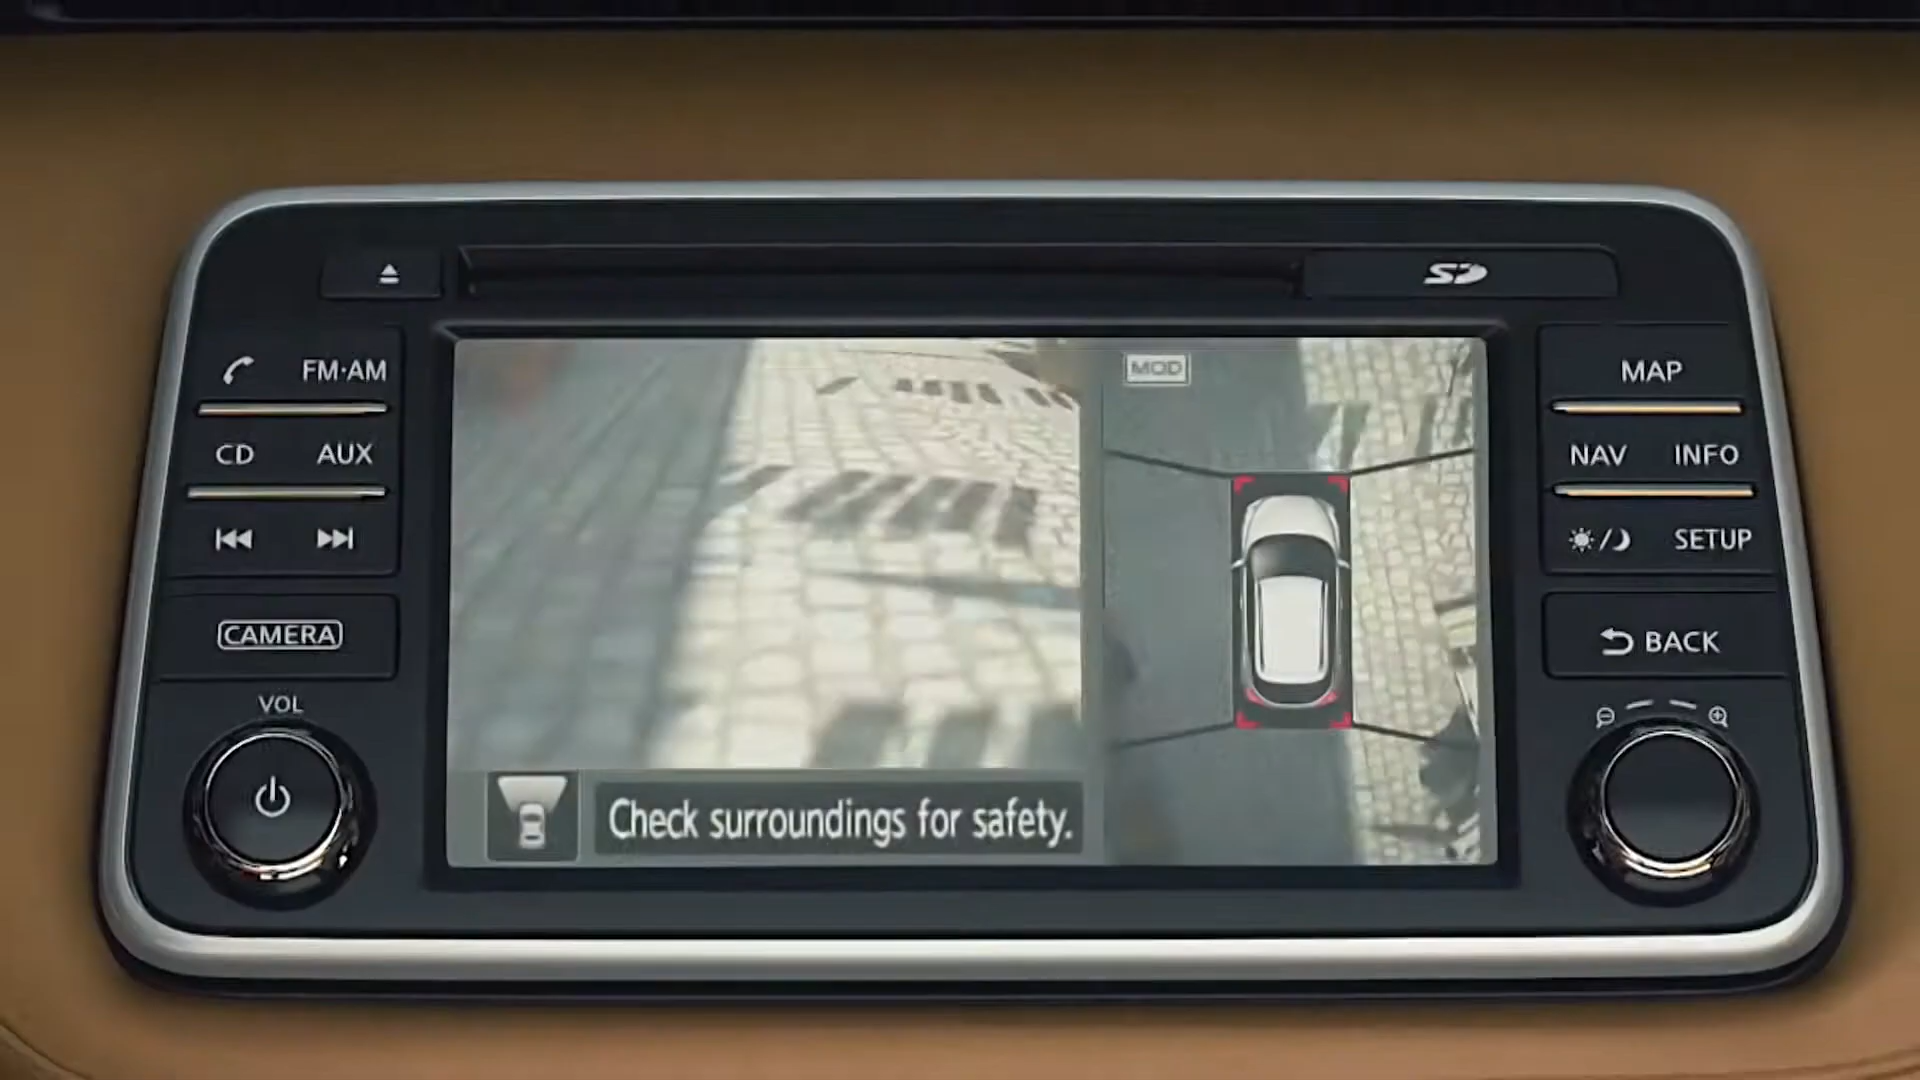 SD
FM·AM
CD AUX
CAMERA
VOL
MOD
Check surroundings for safety.
MAP
NAV INFO
SETUP
BACK